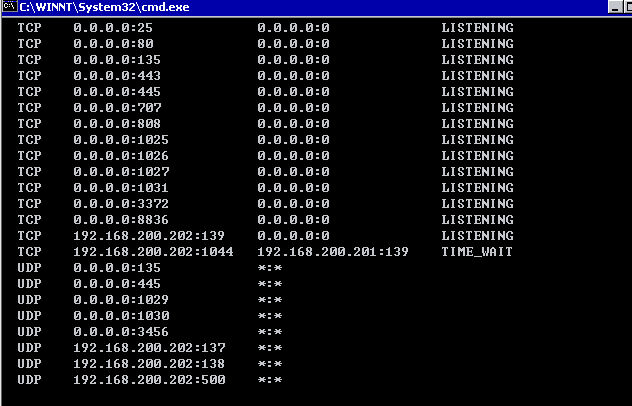 C:\WINNT\System32\cmd.exe
TCP 0.0.0.0:25 0.0.0.0:0 LISTENING
TCP 0.0.0.0:80 0.0.0.0:0 LISTENING
TCP 0.0.0.0:135 0.0.0.0:0 LISTENING
TCP 0.0.0.0:443 0.0.0.0:0 LISTENING
TCP 0.0.0.0:445 0.0.0.0:0 LISTENING
TCP 0.0.0.0:707 0.0.0.0:0 LISTENING
TCP 0.0.0.0:808 0.0.0.0:0 LISTENING
TCP 0.0.0.0:1025 0.0.0.0:0 LISTENING
TCP 0.0.0.0:1026 0.0.0.0:0 LISTENING
TCP 0.0.0.0:1027 0.0.0.0:0 LISTENING
TCP 0.0.0.0:1031 0.0.0.0:0 LISTENING
TCP 0.0.0.0:3372 0.0.0.0:0 LISTENING
TCP 0.0.0.0:8836 0.0.0.0:0 LISTENING
TCP 192.168.200.202:139 0.0.0.0:0 LISTENING
TCP 192.168.200.202:1044 192.168.200.201:139 TIME_WAIT
UDP 0.0.0.0:135 *:*
UDP 0.0.0.0:445 *:*
UDP 0.0.0.0:1029 *:*
UDP 0.0.0.0:1030 *:*
UDP 0.0.0.0:3456 *:*
UDP 192.168.200.202:137 *:*
UDP 192.168.200.202:138 *:*
UDP 192.168.200.202:500 *:*